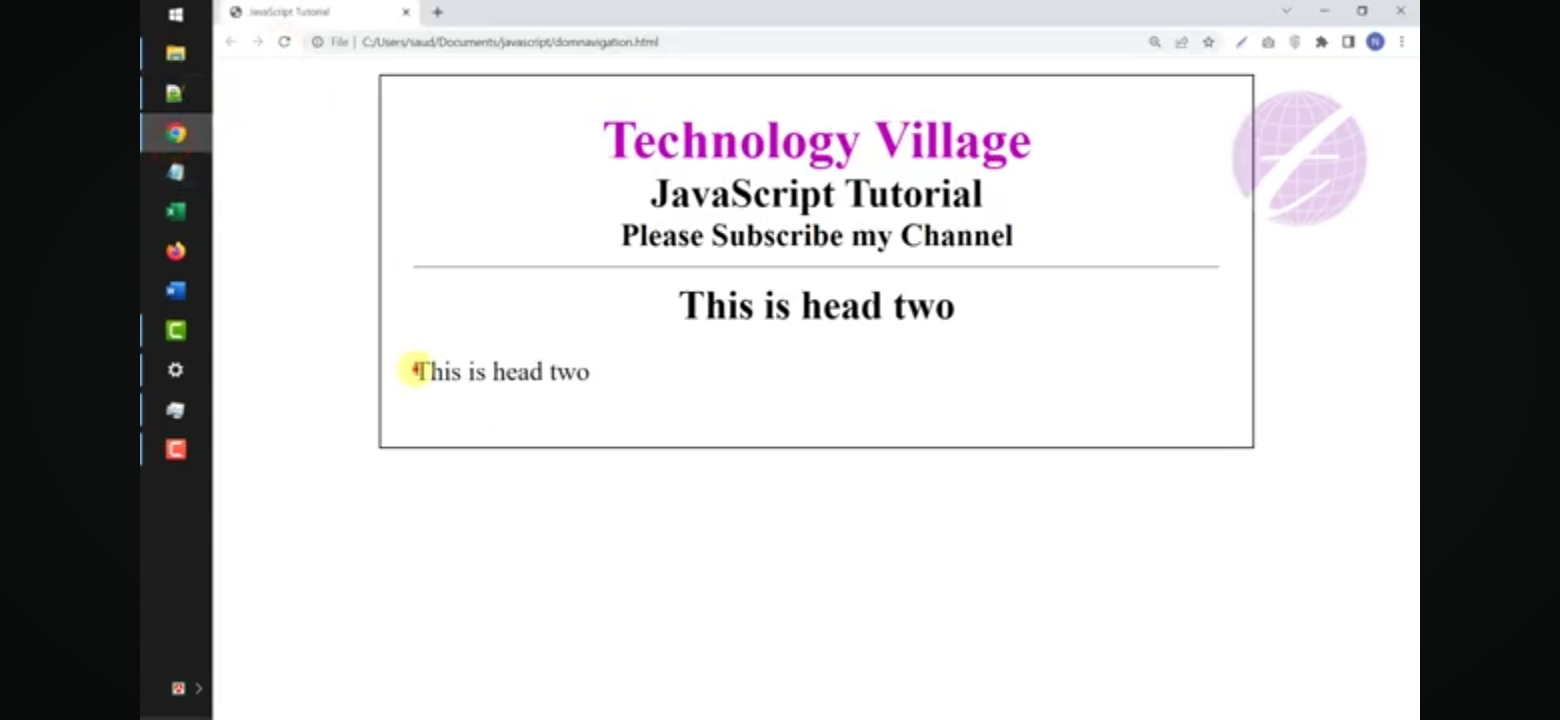 JavaScript Tutorial
File | C:/Users/saud/Documents/javascript/domnavigation.html
Technology Village
JavaScript Tutorial
Please Subscribe my Channel
This is head two
This is head two